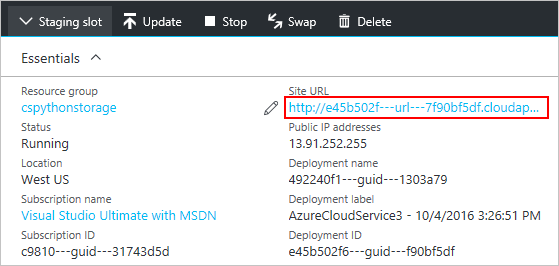 Staging slot Update Stop Swap Delete
Essentials
Resource group
cspythonstorage
Status
Running
Location
West US
Subscription name
Visual Studio Ultimate with MSDN
Subscription ID
c9810---guid---31743d5d
Site URL
http://e45b502f---url---7f90bf5df.cloudap...
Public IP addresses
13.91.252.255
Deployment name
492240f1---guid---1303a79
Deployment label
AzureCloudService3 - 10/4/2016 3:26:51 PM
Deployment ID
e45b502f6---guid---f90bf5df